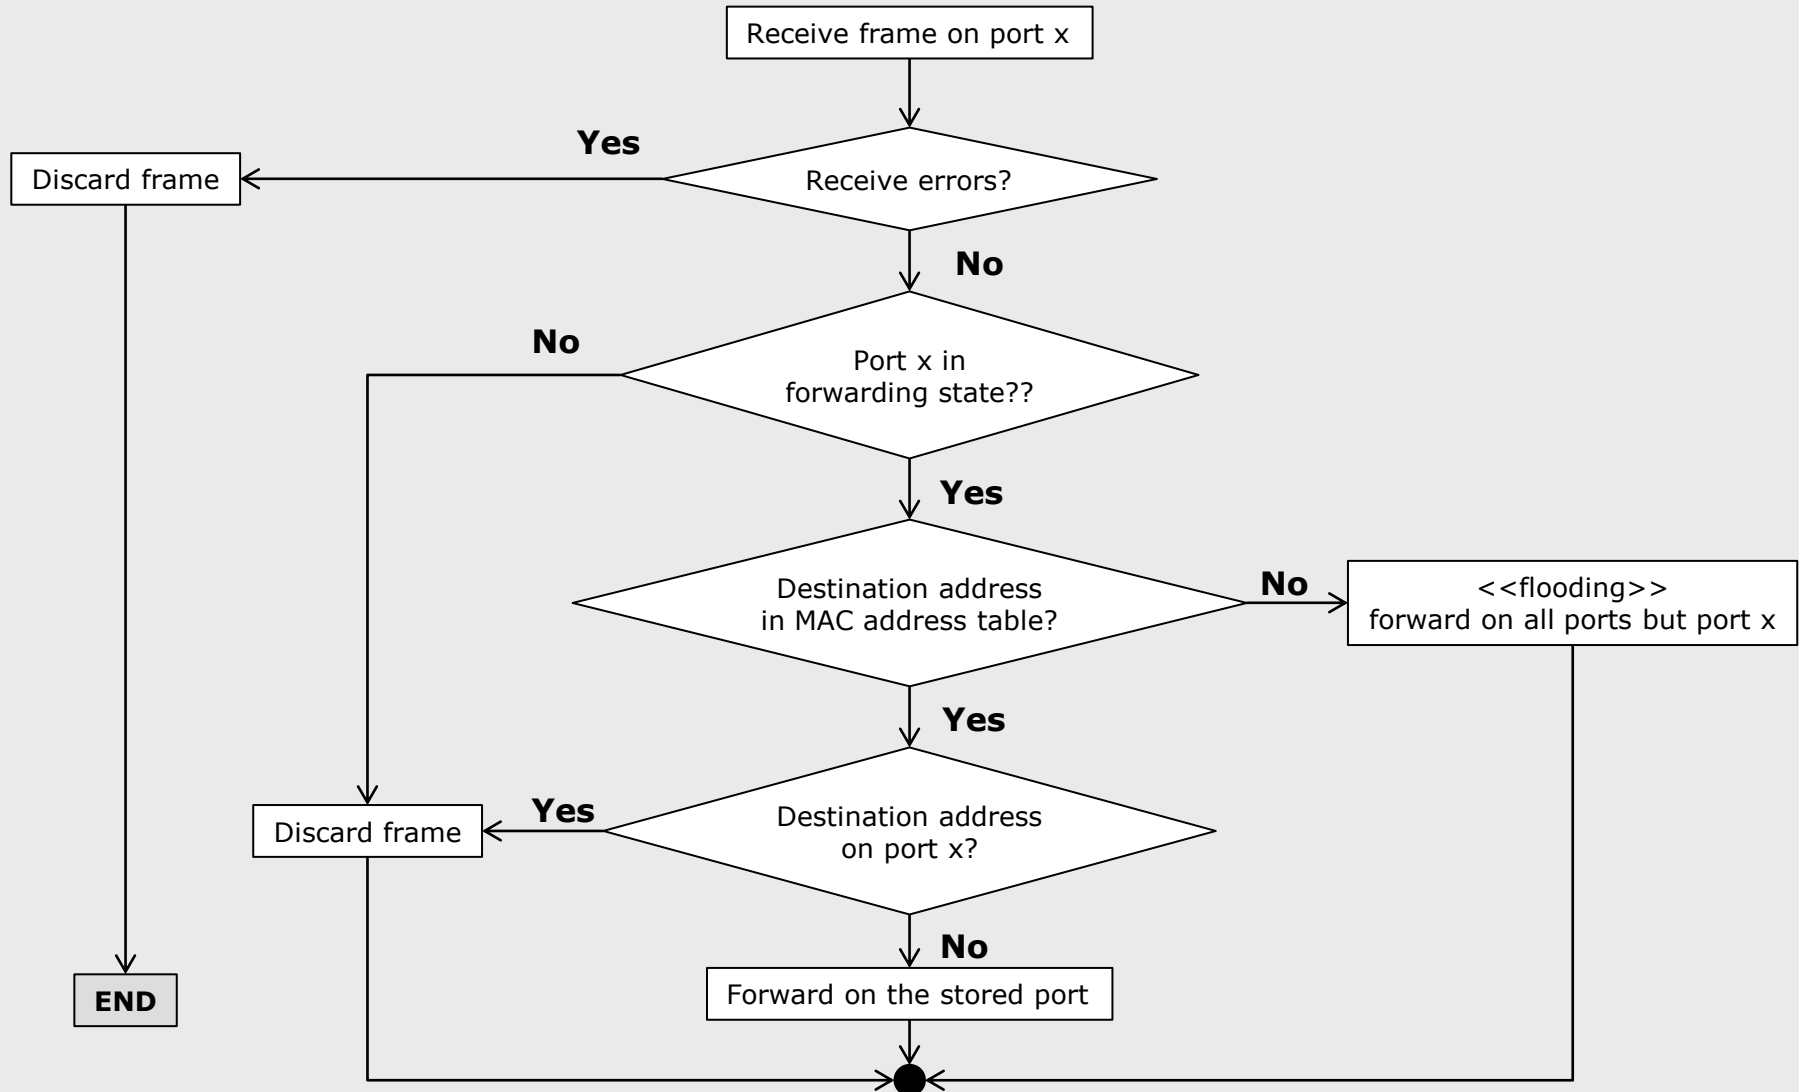 Receive frame on port x
Yes
Discard frame
Receive errors?
No
No
Port x in
forwarding state??
Yes
Destination address
in MAC address table?
No
<<flooding>>
forward on all ports but port x
Yes
Discard frame
Yes
Destination address
on port x?
No
END
Forward on the stored port